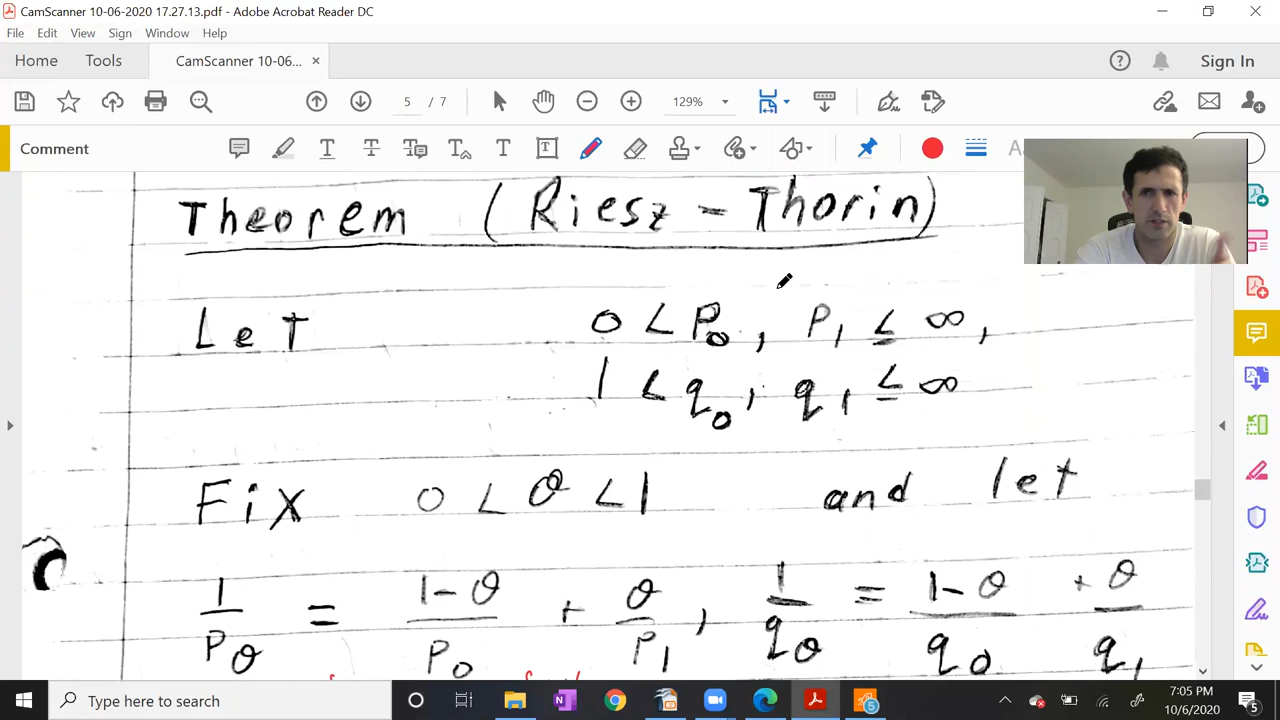 CamScanner 10-06-2020 17.27.13.pdf - Adobe Acrobat Reader DC
File Edit View Sign Window Help
Home Tools CamScanner 10-06... × Sign In
5 / 7 129%
Comment
Theorem (Riesz - Thorin)
Let 0 < P₀, P₁ ≤ ∞,
1 < q₀, q₁ ≤ ∞
Fix 0 < θ < 1 and let
1/P_θ = (1-θ)/P₀ + θ/P₁, 1/q_θ = (1-θ)/q₀ + θ/q₁
Type here to search
7:05 PM
10/6/2020
5
5